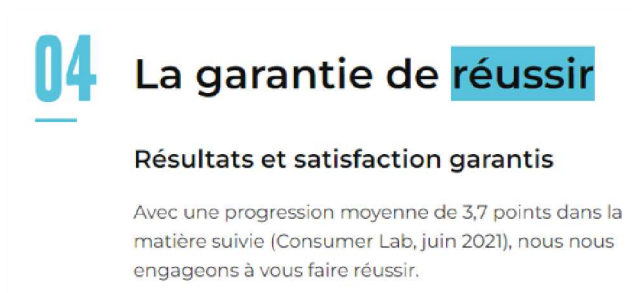 04
La garantie de réussir
Résultats et satisfaction garantis
Avec une progression moyenne de 3,7 points dans la
matière suivie (Consumer Lab, juin 2021), nous nous
engageons à vous faire réussir.